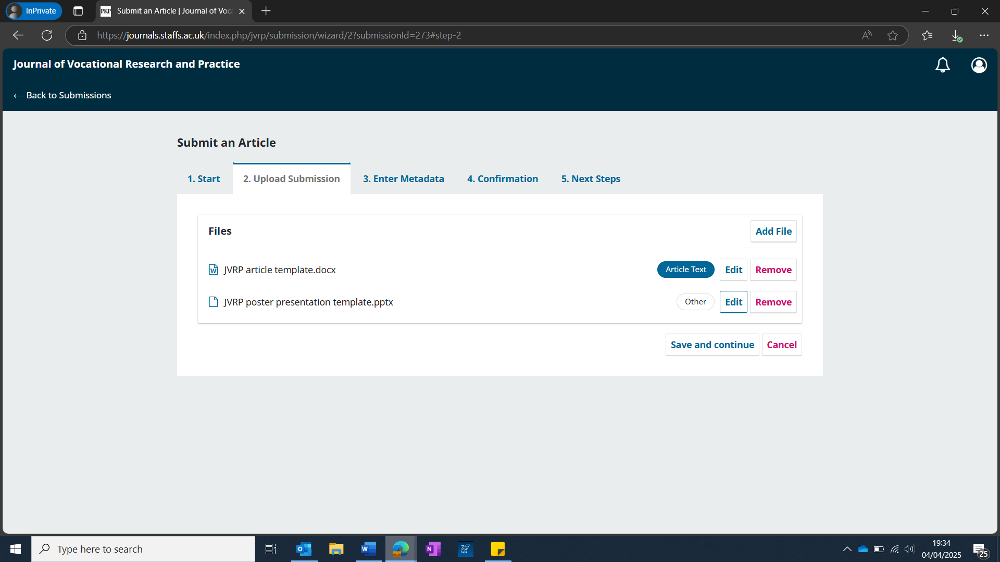 InPrivate
PKP Submit an Article | Journal of Voc
https://journals.staffs.ac.uk/index.php/jvrp/submission/wizard/2?submissionId=273#step-2
Journal of Vocational Research and Practice
← Back to Submissions
Submit an Article
1. Start 2. Upload Submission 3. Enter Metadata 4. Confirmation 5. Next Steps
Files Add File
JVRP article template.docx Article Text Edit Remove
JVRP poster presentation template.pptx Other Edit Remove
Save and continue Cancel
Type here to search
19:34
04/04/2025
25